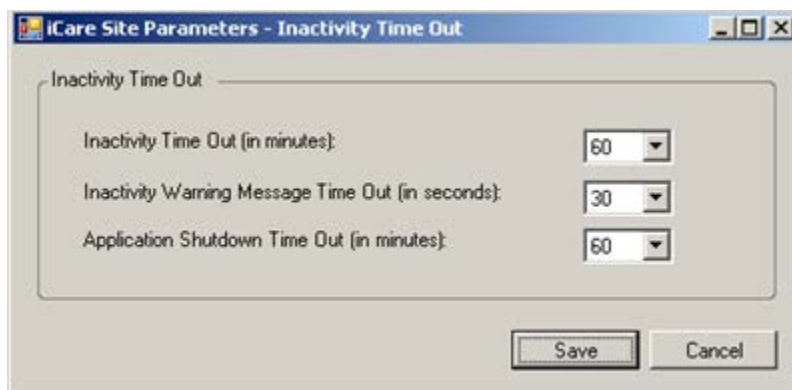 iCare Site Parameters - Inactivity Time Out
Inactivity Time Out
Inactivity Time Out (in minutes): 60
Inactivity Warning Message Time Out (in seconds): 30
Application Shutdown Time Out (in minutes): 60
Save Cancel